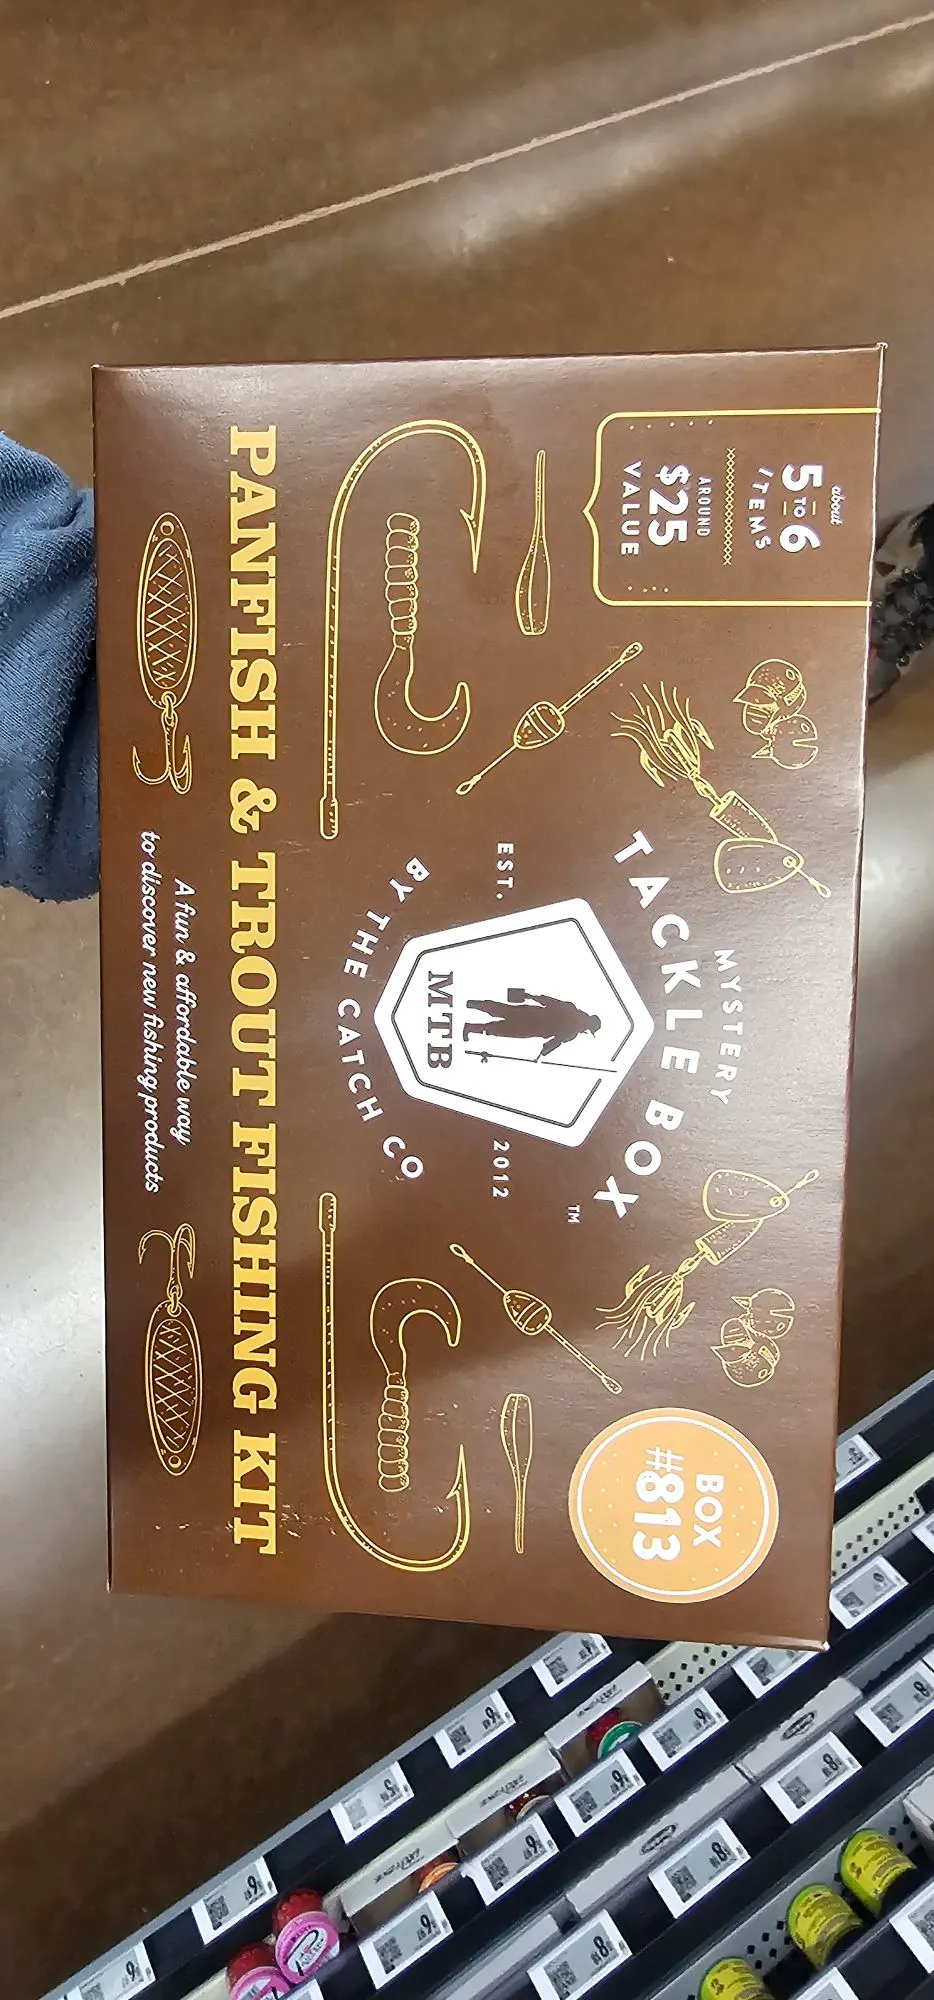 about
5 TO 6
ITEMS
AROUND
$25
VALUE
MYSTERY
TACKLE BOX
TM
EST.
2012
MTB
BY THE CATCH CO
BOX
#813
PANFISH & TROUT FISHING KIT
A fun & affordable way
to discover new fishing products